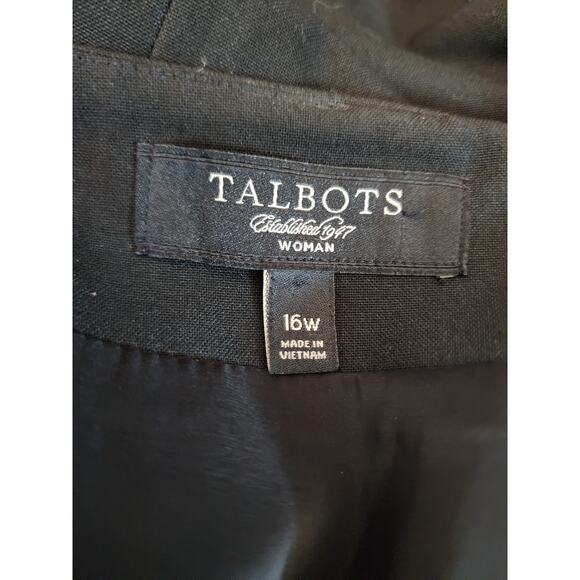 TALBOTS
Established 1947
WOMAN
16W
MADE IN
VIETNAM